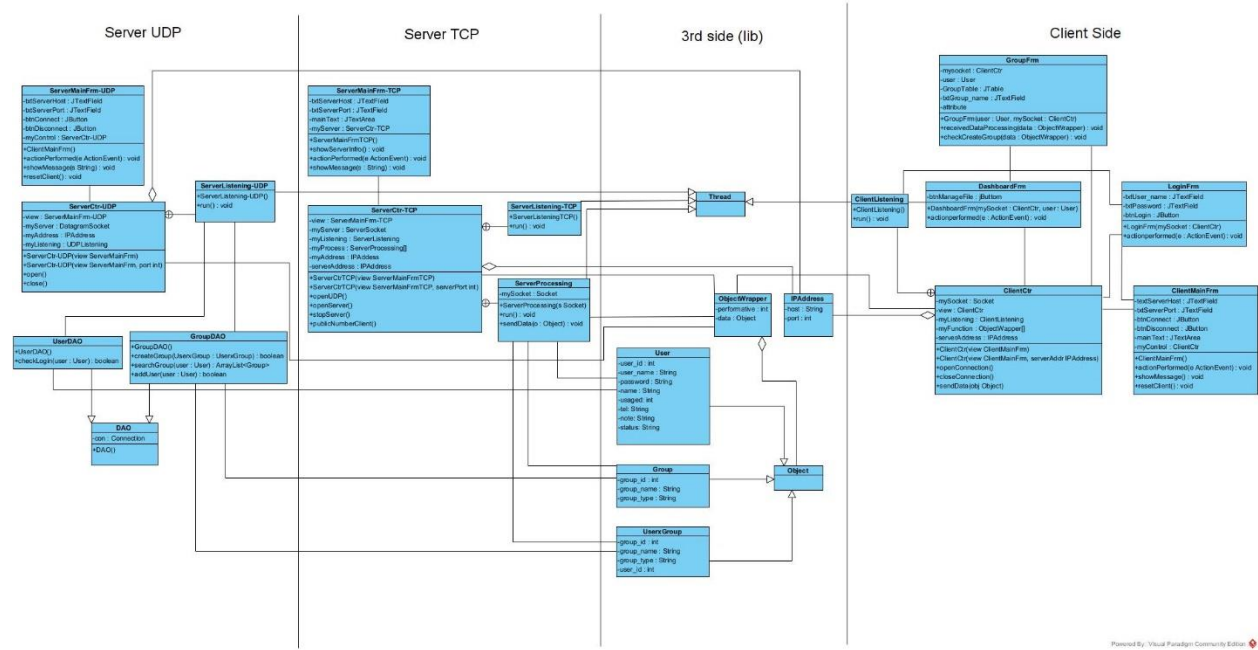 Server UDP
Server TCP
3rd side (lib)
Client Side
ServerMainFrm-UDP
-txtServerHost : JTextField
-txtServerPort : JTextField
-btnConnect : JButton
-btnDisconnect : JButton
-myControl : ServerCtr-UDP
+ClientMainFrm()
+actionPerformed(e ActionEvent) : void
+showMessage(s String) : void
+resetClient() : void
ServerListening-UDP
+ServerListening-UDP()
+run() : void
ServerCtr-UDP
-view : ServerMainFrm-UDP
-myServer : DatagramSocket
-myAddress : IPAddress
-myListening : UDPListening
+ServerCtr-UDP(view ServerMainFrm)
+ServerCtr-UDP(view ServerMainFrm, port int)
+open()
+close()
UserDAO
+UserDAO()
+checkLogin(user : User) : boolean
GroupDAO
+GroupDAO()
+createGroup(UserxGroup : UserxGroup) : boolean
+searchGroup(user : User) : ArrayList<Group>
+addUser(user : User) : boolean
DAO
-con : Connection
+DAO()
ServerMainFrm-TCP
-txtServerHost : JTextField
-txtServerPort : JTextField
-mainText : JTextArea
-myServer : ServerCtr-TCP
+ServerMainFrmTCP()
+showServerInfro() : void
+actionPerformed(e ActionEvent) : void
+showMessage(s : String) : void
ServerCtr-TCP
-view : ServerMainFrm-TCP
-myServer : ServerSocket
-myListening : ServerListening
-myProcess : ServerProcessing[]
-myAddress : IPAddress
-serverAddress : IPAddress
+ServerCtrTCP(view ServerMainFrmTCP)
+ServerCtrTCP(view ServerMainFrmTCP, serverPort int)
+openUDP()
+openServer()
+stopServer()
+publicNumberClient()
ServerListening-TCP
+ServerListeningTCP()
+run() : void
ServerProcessing
-mySocket : Socket
+ServerProcessing(s Socket)
+run() : void
+sendData(o : Object) : void
Thread
ObjectWrapper
-performative : int
-data : Object
IPAddress
-host : String
-port : int
User
-user_id : int
-user_name : String
-password : String
-name : String
-usaged: int
-tel: String
-note: String
-status: String
Group
-group_id : int
-group_name : String
-group_type : String
UserxGroup
-group_id : int
-group_name : String
-group_type : String
-user_id : int
Object
GroupFrm
-mysocket : ClientCtr
-user : User
-GroupTable : JTable
-txtGroup_name : JTextField
-attribute
+GroupFrm(user : User, mySocket : ClientCtr)
+receivedDataProcessing(data : ObjectWrapper) : void
+checkCreateGroup(data : ObjectWrapper) : void
ClientListening
+ClientListening()
+run() : void
DashboardFrm
-btnManageFile : jButton
+DashboardFrm(mySocket : ClientCtr, user : User)
+actionperformed(e : ActionEvent) : void
LoginFrm
-txtUser_name : JTextField
-txtPassword : JTextField
-btnLogin : JButton
+LoginFrm(mySocket : ClientCtr)
+actionperformed(e : ActionEvent) : void
ClientCtr
-mySocket : Socket
-view : ClientCtr
-myListening : ClientListening
-myFunction : ObjectWrapper[]
-serverAddress : IPAddress
+ClientCtr(view ClientMainFrm)
+ClientCtr(view ClientMainFrm, serverAddr IPAddress)
+openConnection()
+closeConnection()
+sendData(obj Object)
ClientMainFrm
-textServerHost : JTextField
-txtServerPort : JTextField
-btnConnect : JButton
-btnDisconnect : JButton
-mainText : JTextArea
-myControl : ClientCtr
+ClientMainFrm()
+actionPerformed(e ActionEvent) : void
+showMessage() : void
+resetClient() : void
Powered By: Visual Paradigm Community Edition